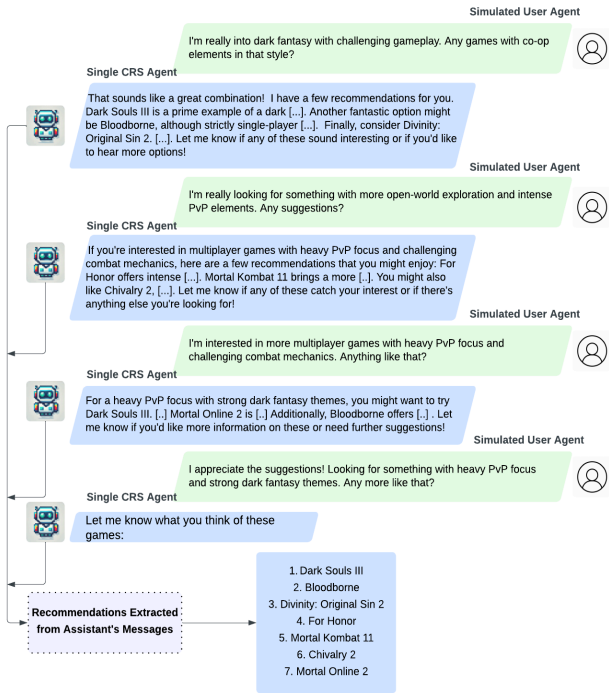 Simulated User Agent
I'm really into dark fantasy with challenging gameplay. Any games with co-op
elements in that style?
Single CRS Agent
That sounds like a great combination! I have a few recommendations for you.
Dark Souls III is a prime example of a dark [...]. Another fantastic option might
be Bloodborne, although strictly single-player [...]. Finally, consider Divinity:
Original Sin 2. [...]. Let me know if any of these sound interesting or if you'd like
to hear more options!
Simulated User Agent
I'm really looking for something with more open-world exploration and intense
PvP elements. Any suggestions?
Single CRS Agent
If you're interested in multiplayer games with heavy PvP focus and challenging
combat mechanics, here are a few recommendations that you might enjoy: For
Honor offers intense [...]. Mortal Kombat 11 brings a more [..]. You might also
like Chivalry 2, [...]. Let me know if any of these catch your interest or if there's
anything else you're looking for!
Simulated User Agent
I'm interested in more multiplayer games with heavy PvP focus and
challenging combat mechanics. Anything like that?
Single CRS Agent
For a heavy PvP focus with strong dark fantasy themes, you might want to try
Dark Souls III. [..] Mortal Online 2 is [..] Additionally, Bloodborne offers [..] . Let
me know if you'd like more information on these or need further suggestions!
Simulated User Agent
I appreciate the suggestions! Looking for something with heavy PvP focus
and strong dark fantasy themes. Any more like that?
Single CRS Agent
Let me know what you think of these
games:
Recommendations Extracted
from Assistant's Messages
1. Dark Souls III
2. Bloodborne
3. Divinity: Original Sin 2
4. For Honor
5. Mortal Kombat 11
6. Chivalry 2
7. Mortal Online 2